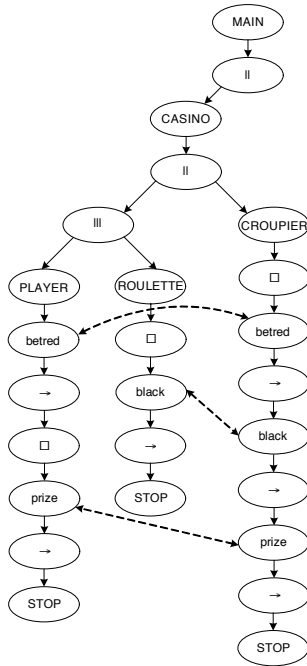 MAIN
||
CASINO
||
|||
CROUPIER
PLAYER
ROULETTE
□
betred
□
betred
→
black
→
□
→
black
prize
STOP
→
→
prize
STOP
→
STOP